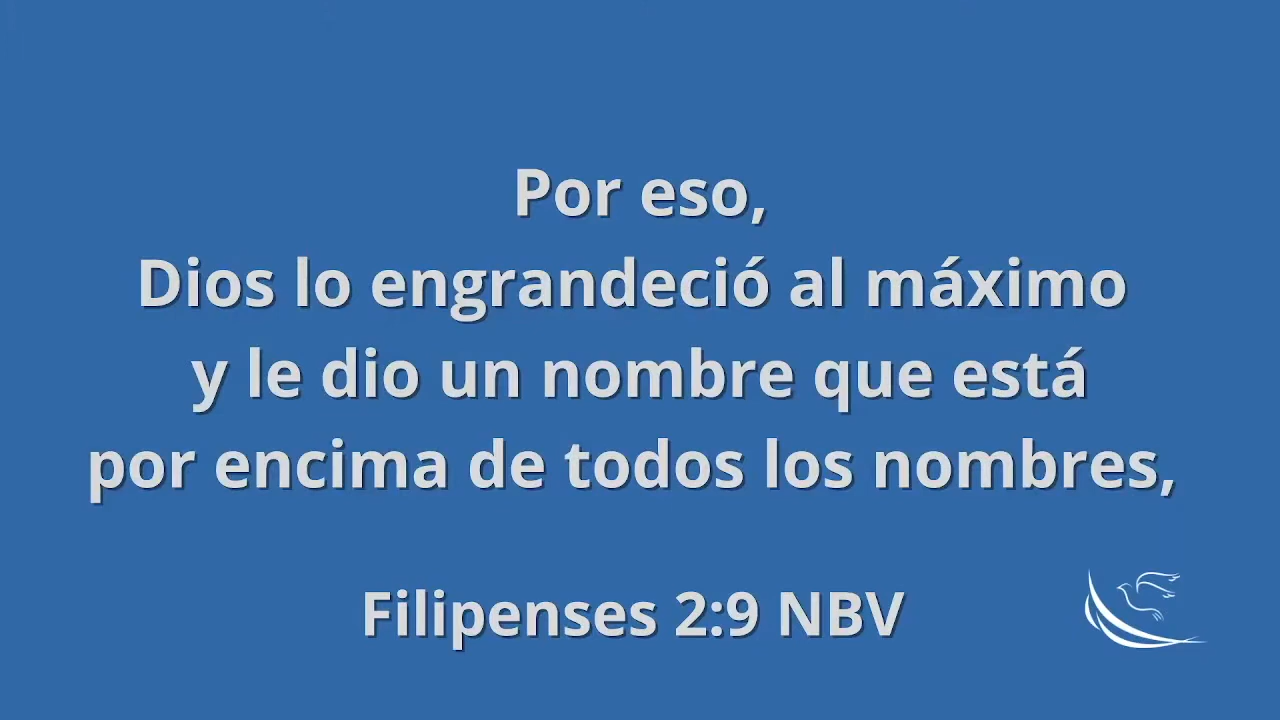 Por eso,
Dios lo engrandeció al máximo
y le dio un nombre que está
por encima de todos los nombres,
Filipenses 2:9 NBV